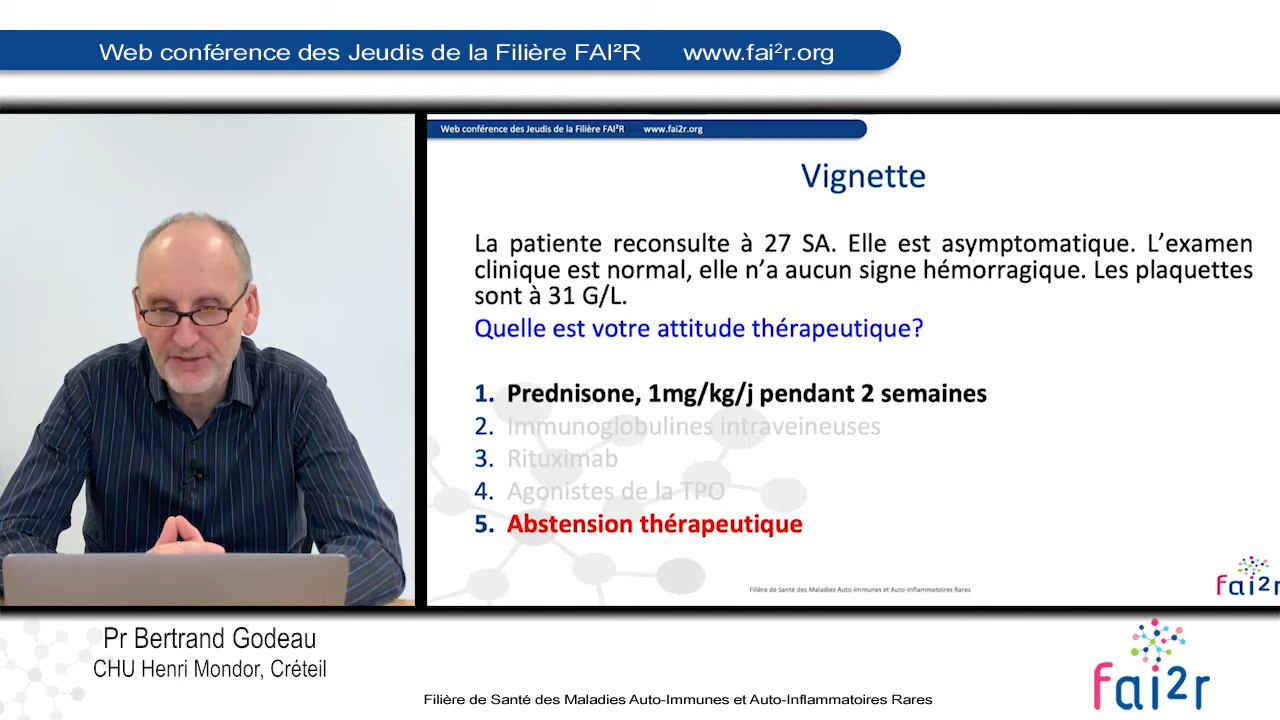 Web conférence des Jeudis de la Filière FAI²R www.fai²r.org
Web conférence des Jeudis de la Filière FAI²R www.fai2r.org
Vignette
La patiente reconsulte à 27 SA. Elle est asymptomatique. L’examen
clinique est normal, elle n’a aucun signe hémorragique. Les plaquettes
sont à 31 G/L.
Quelle est votre attitude thérapeutique?
1. Prednisone, 1mg/kg/j pendant 2 semaines
2. Immunoglobulines intraveineuses
3. Rituximab
4. Agonistes de la TPO
5. Abstension thérapeutique
Filière de Santé des Maladies Auto-Immunes et Auto-Inflammatoires Rares
fai2r
Pr Bertrand Godeau
CHU Henri Mondor, Créteil
fai2r
Filière de Santé des Maladies Auto-Immunes et Auto-Inflammatoires Rares